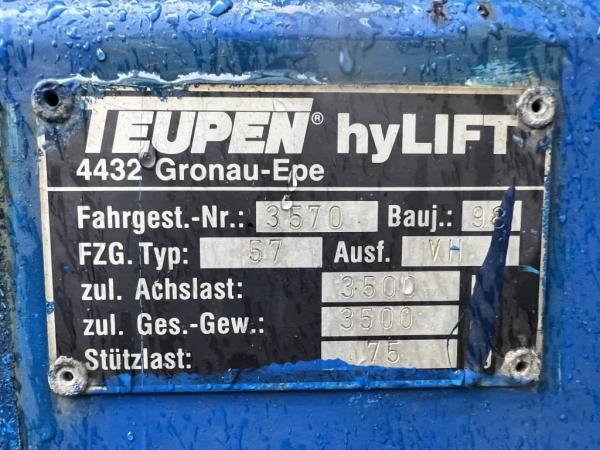 TEUPEN® hyLIFT
4432 Gronau-Epe
Fahrgest.-Nr.: 3570 Bauj.: 98
FZG. Typ: 57 Ausf. VH
zul. Achslast: 3500
zul. Ges.-Gew.: 3500
Stützlast: 75